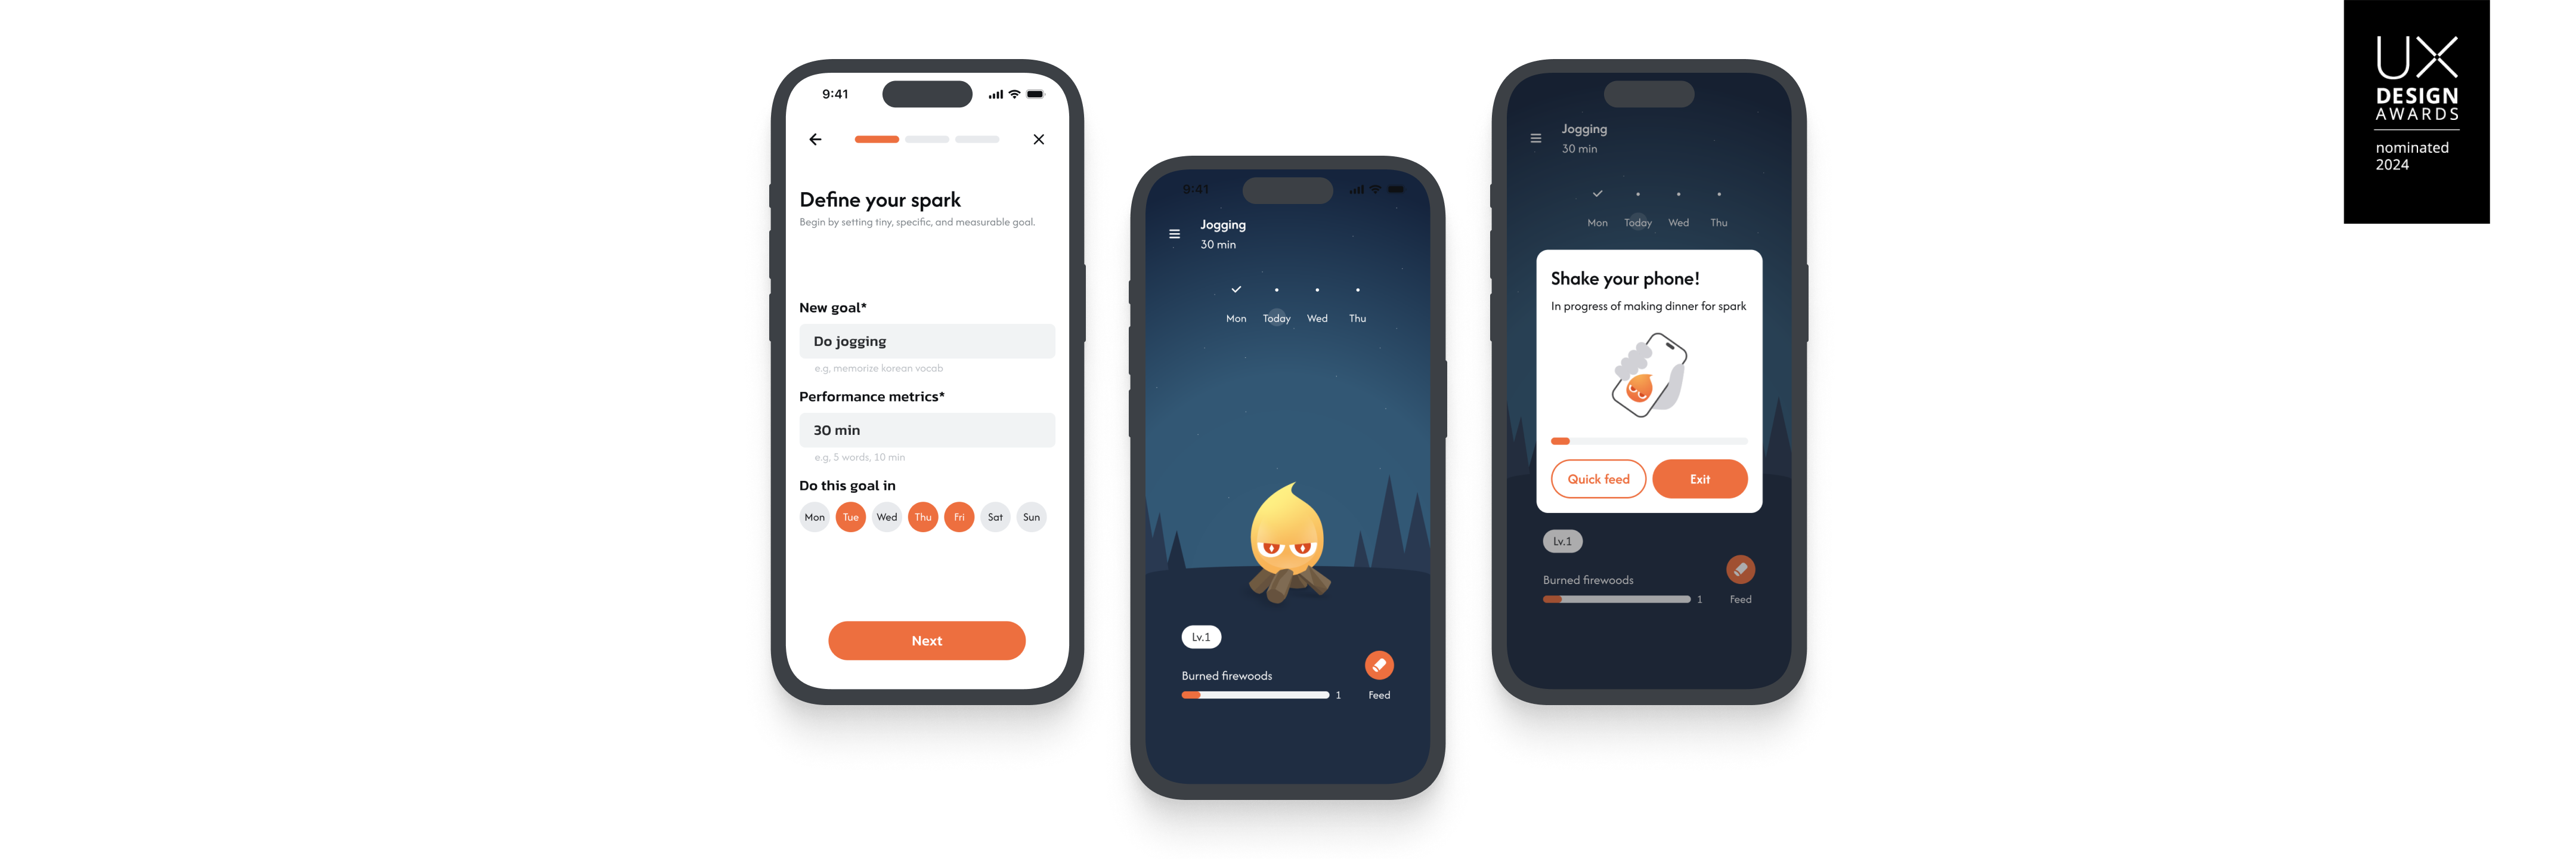 9:41
Define your spark
Begin by setting tiny, specific, and measurable goal.
New goal*
Do jogging
e.g, memorize korean vocab
Performance metrics*
30 min
e.g, 5 words, 10 min
Do this goal in
Mon Tue Wed Thu Fri Sat Sun
Next
9:41
Jogging
30 min
Mon Today Wed Thu
Lv.1
Burned firewoods
1 Feed
Jogging
30 min
Mon Today Wed Thu
Shake your phone!
In progress of making dinner for spark
Quick feed Exit
Lv.1
Burned firewoods
1 Feed
UX
DESIGN
AWARDS
nominated
2024